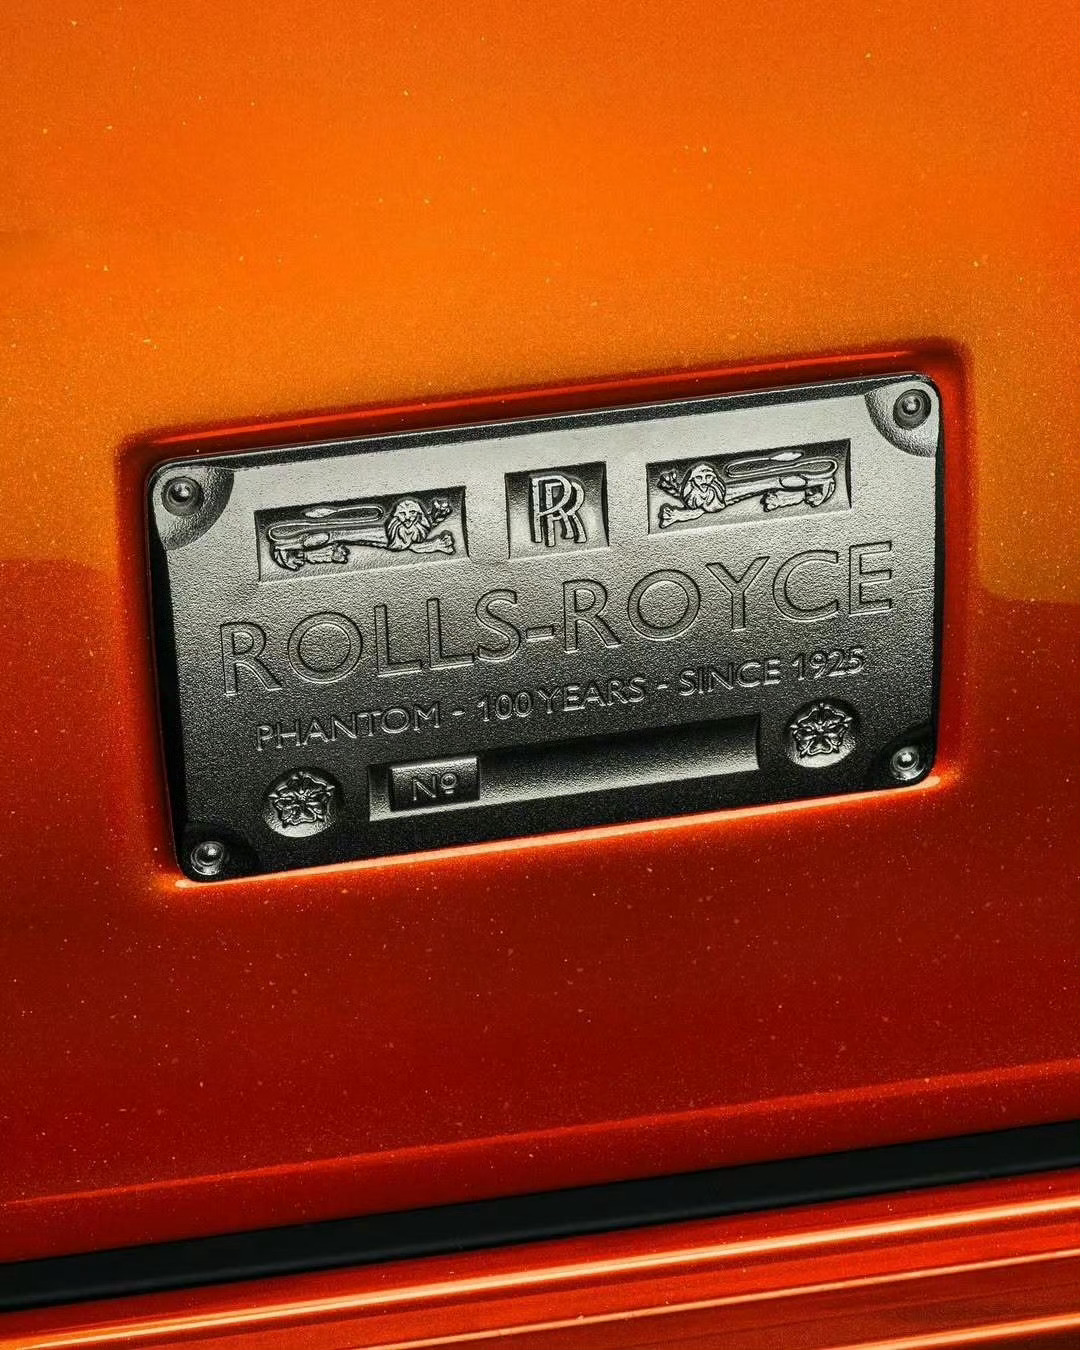 RR
ROLLS-ROYCE
PHANTOM - 100 YEARS - SINCE 1925
Nº